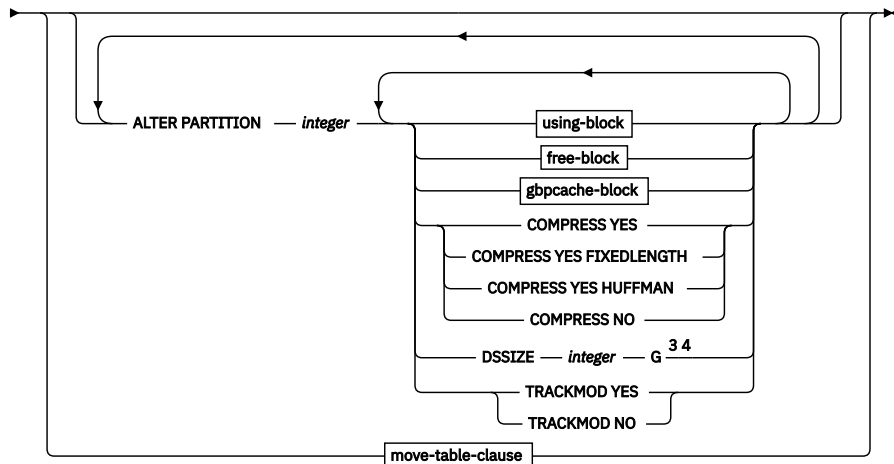 ALTER PARTITION integer using-block
free-block
gbpcache-block
COMPRESS YES
COMPRESS YES FIXEDLENGTH
COMPRESS YES HUFFMAN
COMPRESS NO
DSSIZE integer G 3 4
TRACKMOD YES
TRACKMOD NO
move-table-clause